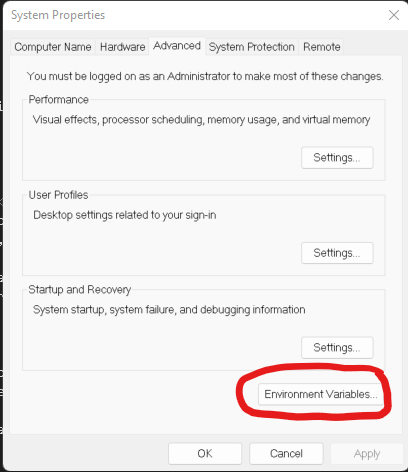 System Properties
Computer Name Hardware Advanced System Protection Remote
You must be logged on as an Administrator to make most of these changes.
Performance
Visual effects, processor scheduling, memory usage, and virtual memory
Settings...
User Profiles
Desktop settings related to your sign-in
Settings...
Startup and Recovery
System startup, system failure, and debugging information
Settings...
Environment Variables...
OK Cancel Apply